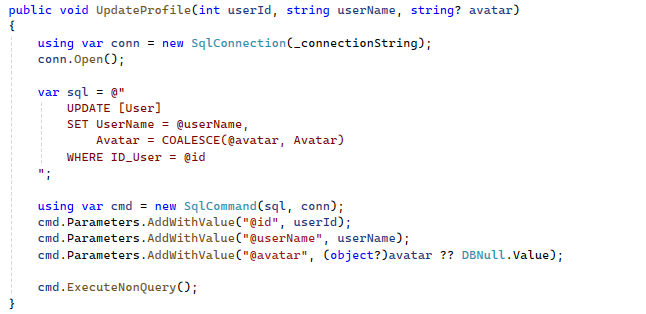 public void UpdateProfile(int userId, string userName, string? avatar)
{
    using var conn = new SqlConnection(_connectionString);
    conn.Open();

    var sql = @"
        UPDATE [User]
        SET UserName = @userName,
            Avatar = COALESCE(@avatar, Avatar)
        WHERE ID_User = @id
    ";

    using var cmd = new SqlCommand(sql, conn);
    cmd.Parameters.AddWithValue("@id", userId);
    cmd.Parameters.AddWithValue("@userName", userName);
    cmd.Parameters.AddWithValue("@avatar", (object?)avatar ?? DBNull.Value);

    cmd.ExecuteNonQuery();
}